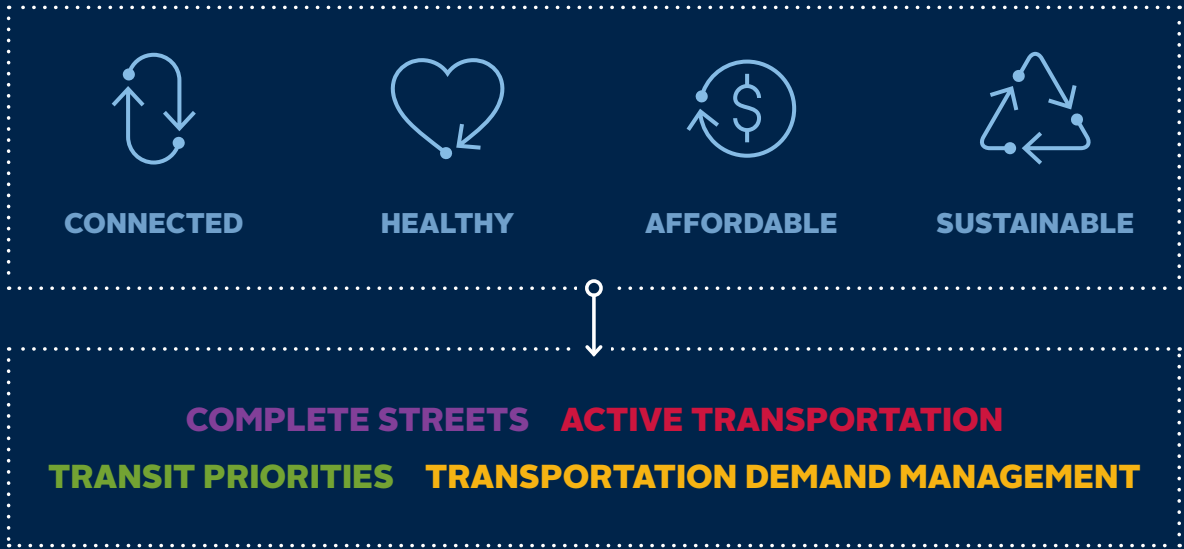 CONNECTED HEALTHY AFFORDABLE SUSTAINABLE
COMPLETE STREETS ACTIVE TRANSPORTATION
TRANSIT PRIORITIES TRANSPORTATION DEMAND MANAGEMENT